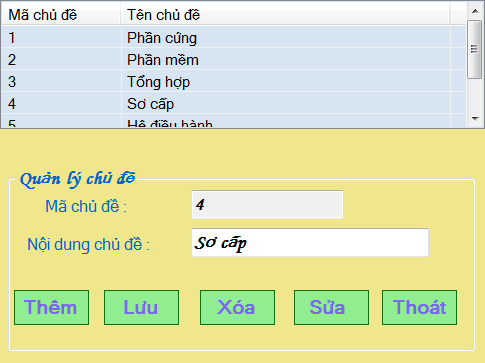 Mã chủ đề Tên chủ đề
1 Phần cứng
2 Phần mềm
3 Tổng hợp
4 Sơ cấp
5 Hệ điều hành
Quản lý chủ đề
Mã chủ đề : 4
Nội dung chủ đề : Sơ cấp
Thêm Lưu Xóa Sửa Thoát